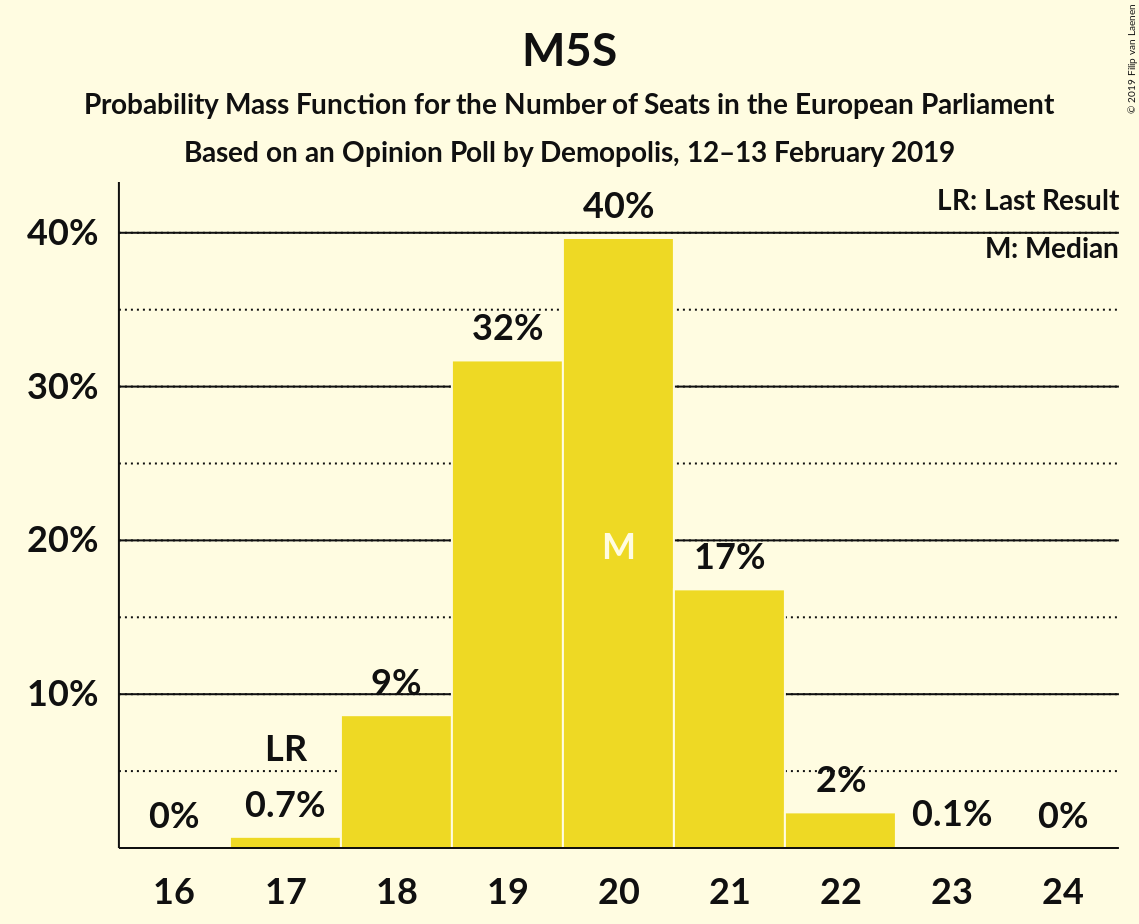 M5S
Probability Mass Function for the Number of Seats in the European Parliament
Based on an Opinion Poll by Demopolis, 12–13 February 2019
© 2019 Filip van Laenen
LR: Last Result
M: Median
40%
30%
20%
10%
0%
LR
0.7%
9%
32%
40%
M
17%
2%
0.1%
0%
16 17 18 19 20 21 22 23 24